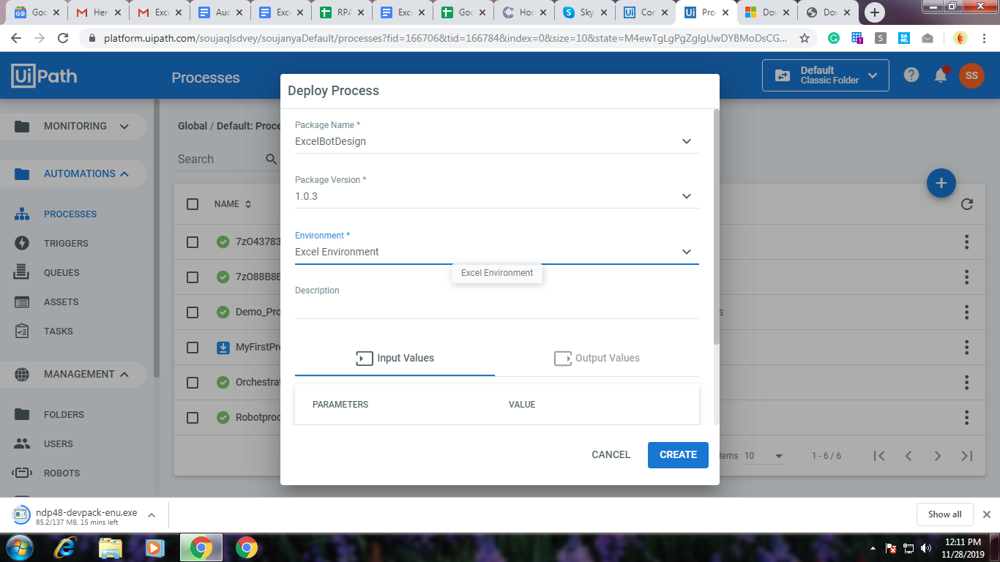 Goo
Her
Exce
Auc
Exce
RPA
Exce
Goo
Hor
Sky
Cor
Pro
Dov
Dov
platform.uipath.com/soujaqlsdvey/soujanyaDefault/processes?fid=166706&tid=166784&index=0&size=10&state=M4ewTgLgPgZglgUwDYBMoDsCG...
UiPath
Processes
Default
Classic Folder
SS
Deploy Process
MONITORING
AUTOMATIONS
PROCESSES
TRIGGERS
QUEUES
ASSETS
TASKS
MANAGEMENT
FOLDERS
USERS
ROBOTS
Global / Default: Proce
Search
NAME
7zO43783
7zO88B8E
Demo_Pro
s
MyFirstPro
Orchestrat
Robotproc
tems 10 1 - 6 / 6
Package Name *
ExcelBotDesign
Package Version *
1.0.3
Environment *
Excel Environment
Excel Environment
Description
Input Values
Output Values
PARAMETERS VALUE
CANCEL CREATE
ndp48-devpack-enu.exe
85.2/137 MB, 15 mins left
Show all
12:11 PM
11/28/2019